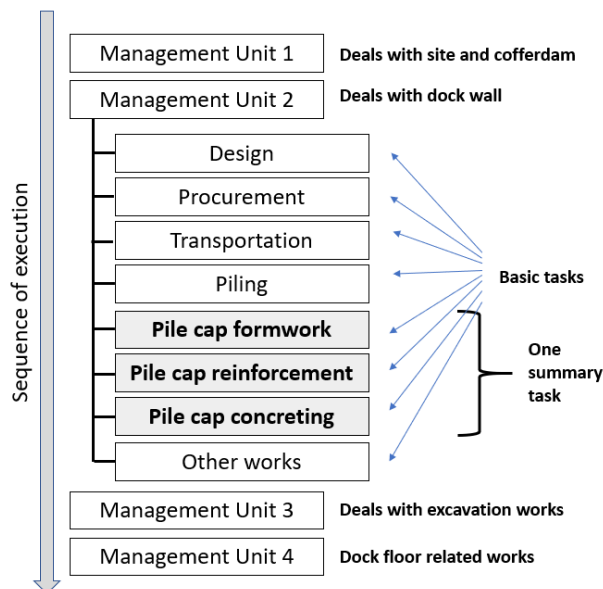 Sequence of execution
Management Unit 1
Deals with site and cofferdam
Management Unit 2
Deals with dock wall
Design
Procurement
Transportation
Piling
Basic tasks
Pile cap formwork
Pile cap reinforcement
Pile cap concreting
One
summary
task
Other works
Management Unit 3
Deals with excavation works
Management Unit 4
Dock floor related works